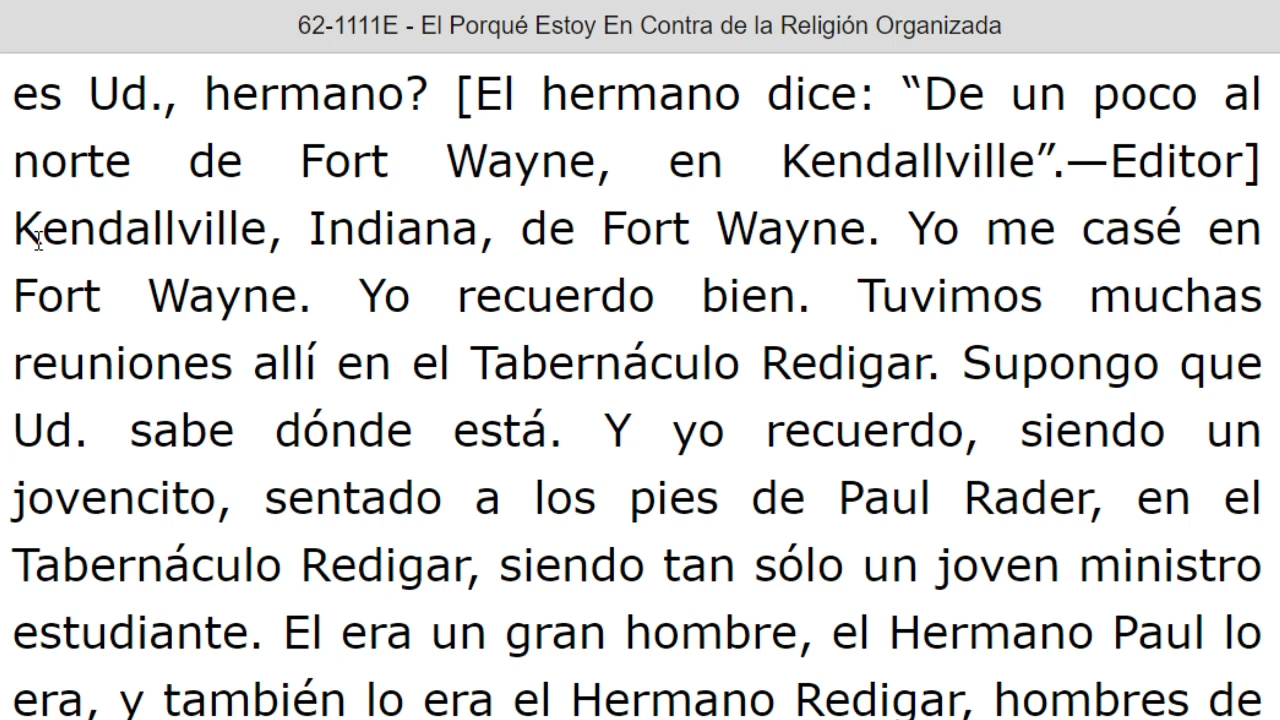 62-1111E - El Porqué Estoy En Contra de la Religión Organizada
es Ud., hermano? [El hermano dice: “De un poco al
norte de Fort Wayne, en Kendallville”.—Editor]
Kendallville, Indiana, de Fort Wayne. Yo me casé en
Fort Wayne. Yo recuerdo bien. Tuvimos muchas
reuniones allí en el Tabernáculo Redigar. Supongo que
Ud. sabe dónde está. Y yo recuerdo, siendo un
jovencito, sentado a los pies de Paul Rader, en el
Tabernáculo Redigar, siendo tan sólo un joven ministro
estudiante. El era un gran hombre, el Hermano Paul lo
era, y también lo era el Hermano Redigar, hombres de